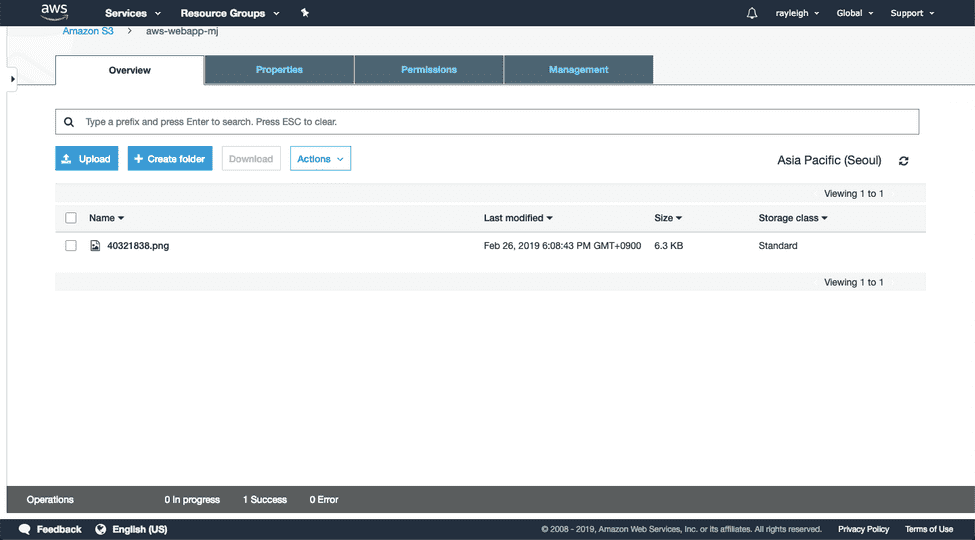 aws Services Resource Groups rayleigh Global Support
Amazon S3 > aws-webapp-mj
Overview Properties Permissions Management
Type a prefix and press Enter to search. Press ESC to clear.
Upload + Create folder Download Actions Asia Pacific (Seoul)
Viewing 1 to 1
Name Last modified Size Storage class
40321838.png Feb 26, 2019 6:08:43 PM GMT+0900 6.3 KB Standard
Viewing 1 to 1
Operations 0 In progress 1 Success 0 Error
Feedback English (US) © 2008 - 2019, Amazon Web Services, Inc. or its affiliates. All rights reserved. Privacy Policy Terms of Use